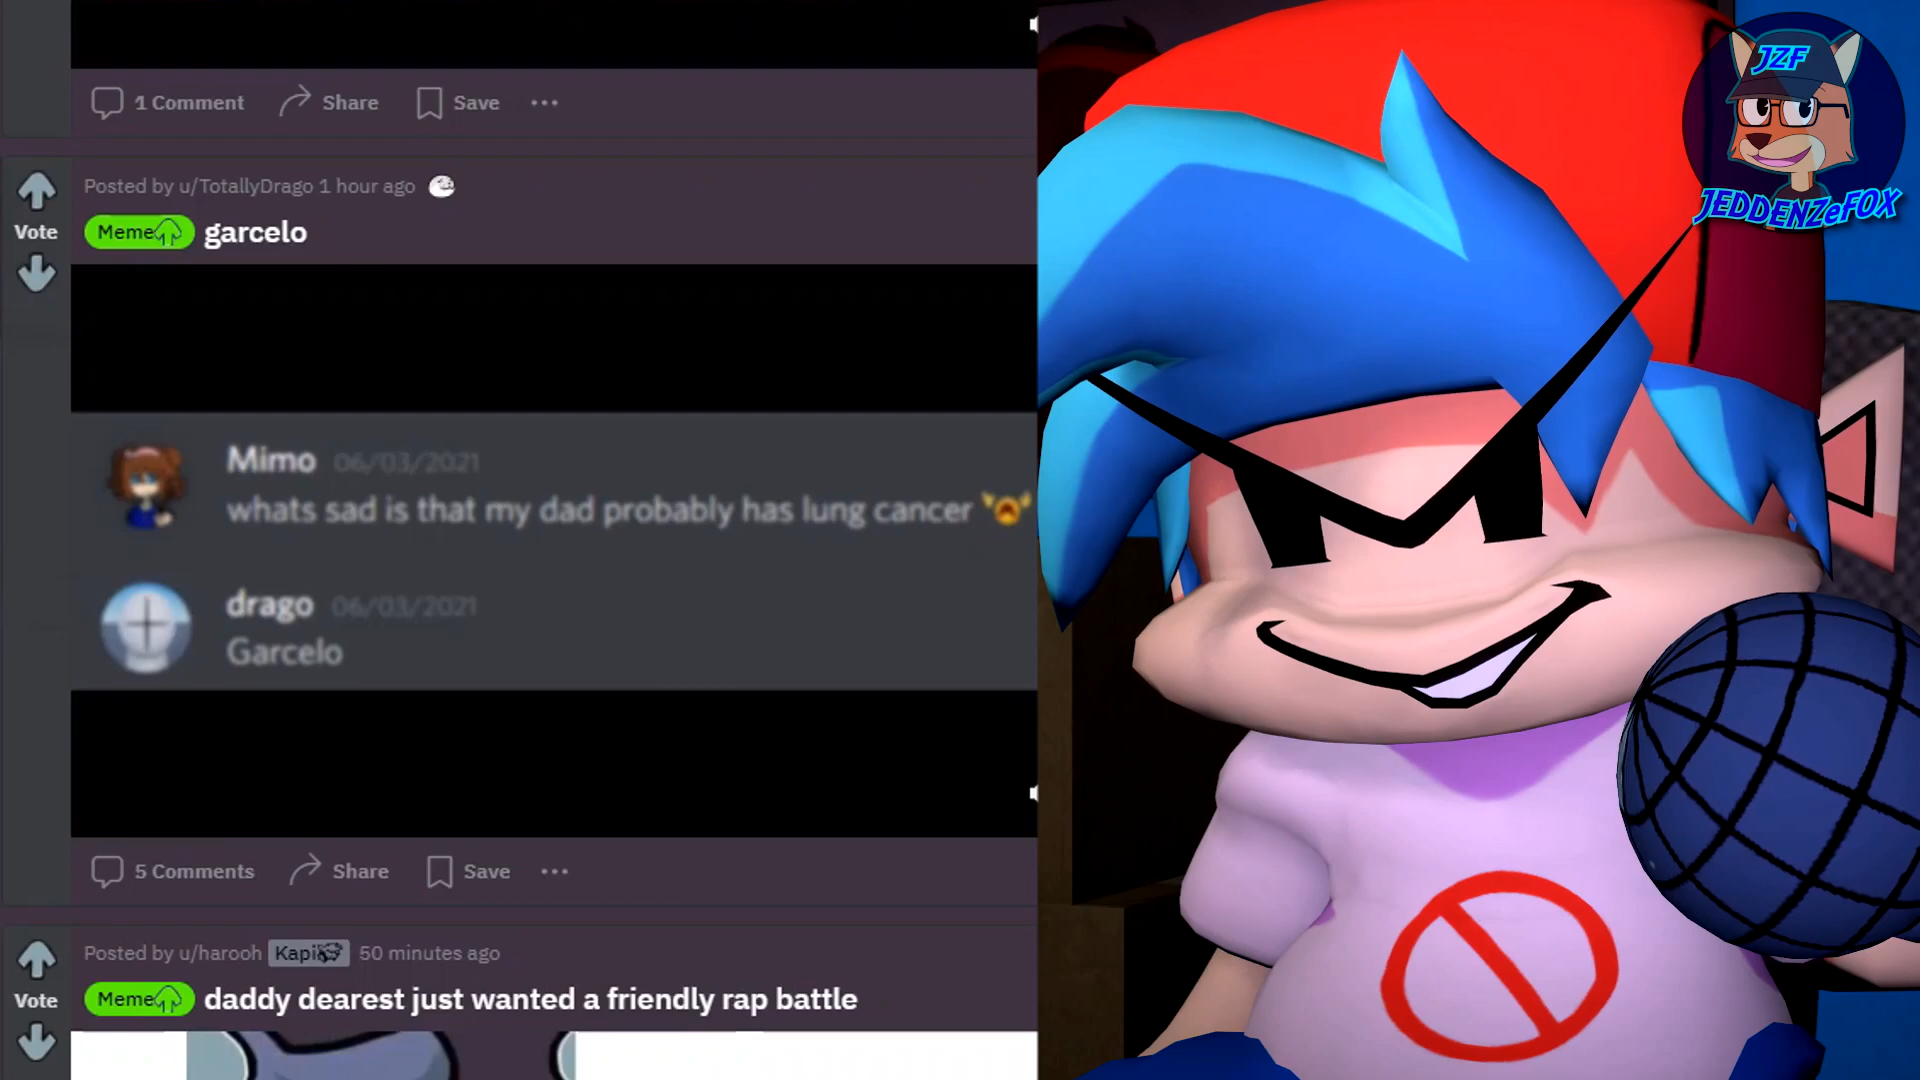 1 Comment Share Save
Posted by u/TotallyDrago 1 hour ago
Vote
Meme garcelo
Mimo 06/03/2021
whats sad is that my dad probably has lung cancer
drago 06/03/2021
Garcelo
5 Comments Share Save
Posted by u/harooh Kapi 50 minutes ago
Vote
Meme daddy dearest just wanted a friendly rap battle
JZF
JEDDENZeFOX